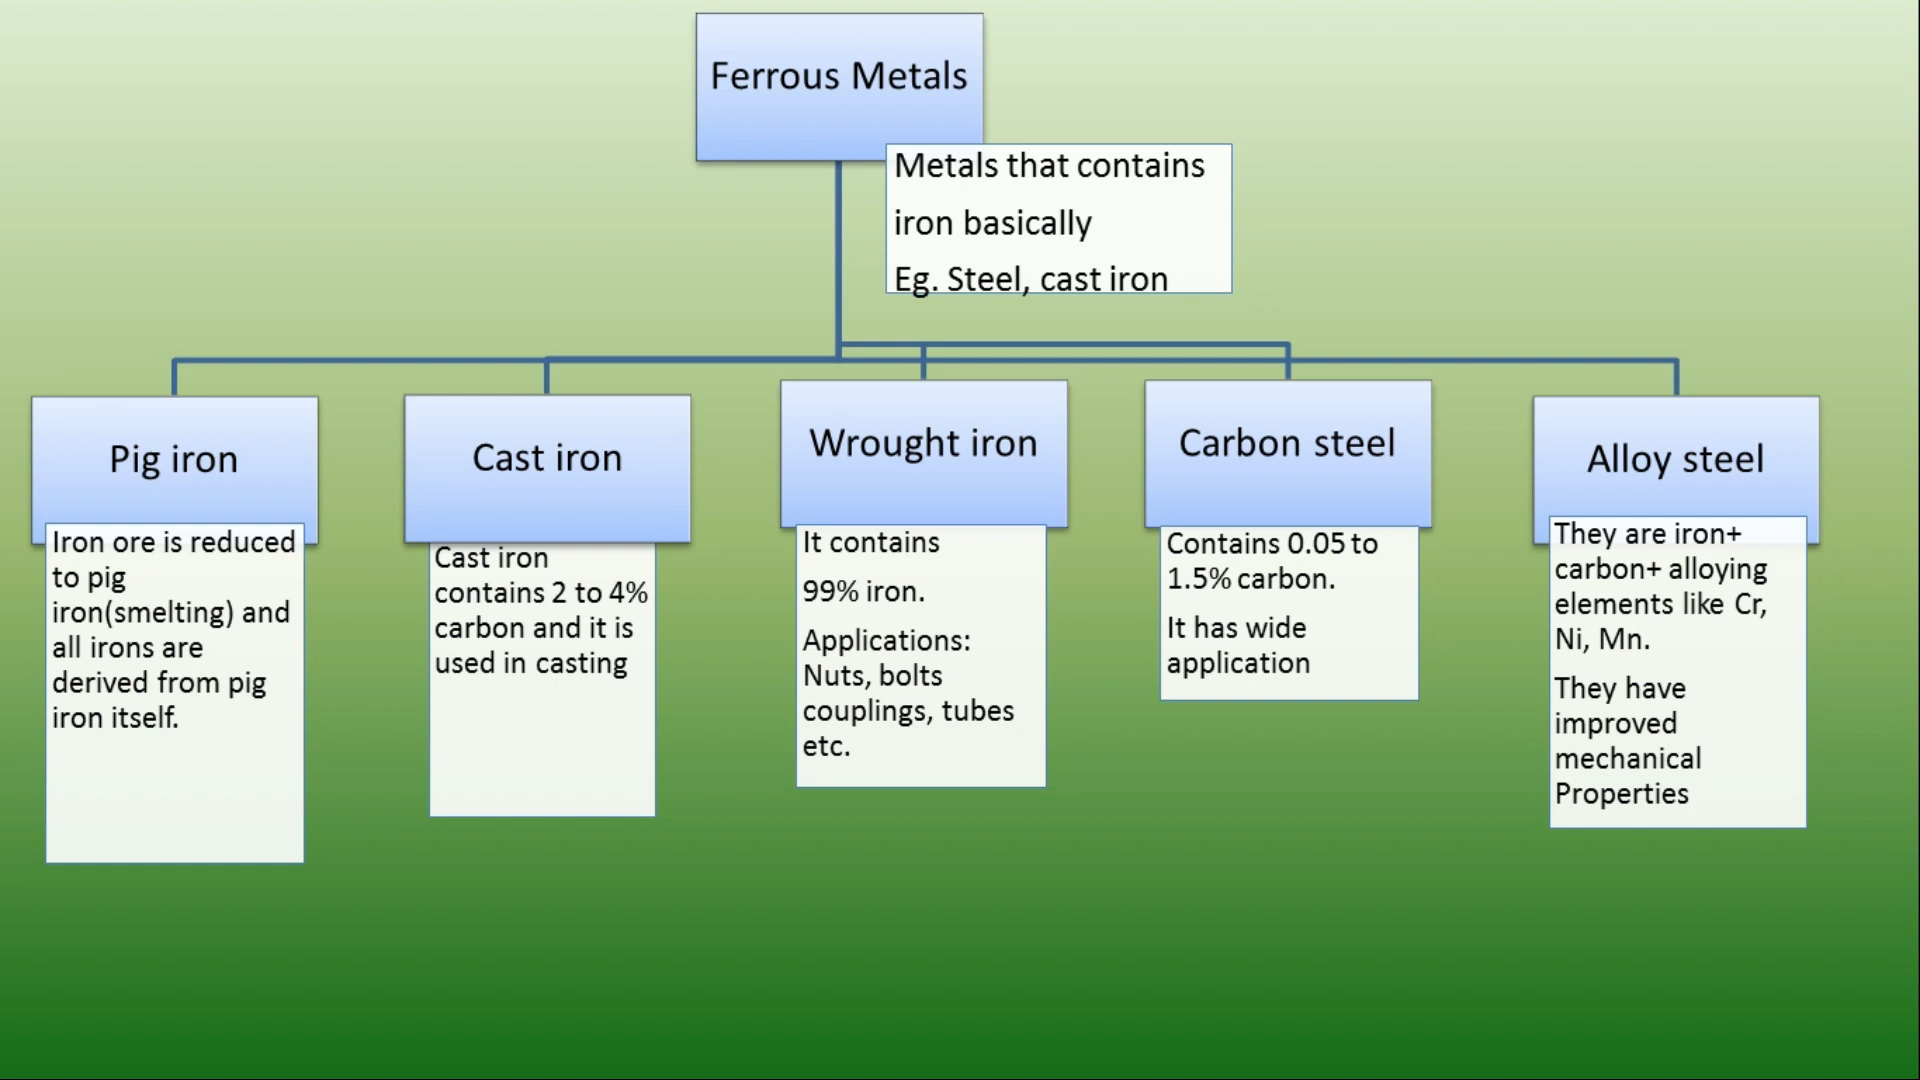 Ferrous Metals
Metals that contains
iron basically
Eg. Steel, cast iron
Pig iron
Iron ore is reduced
to pig
iron(smelting) and
all irons are
derived from pig
iron itself.
Cast iron
Cast iron
contains 2 to 4%
carbon and it is
used in casting
Wrought iron
It contains
99% iron.
Applications:
Nuts, bolts
couplings, tubes
etc.
Carbon steel
Contains 0.05 to
1.5% carbon.
It has wide
application
Alloy steel
They are iron+
carbon+ alloying
elements like Cr,
Ni, Mn.
They have
improved
mechanical
Properties